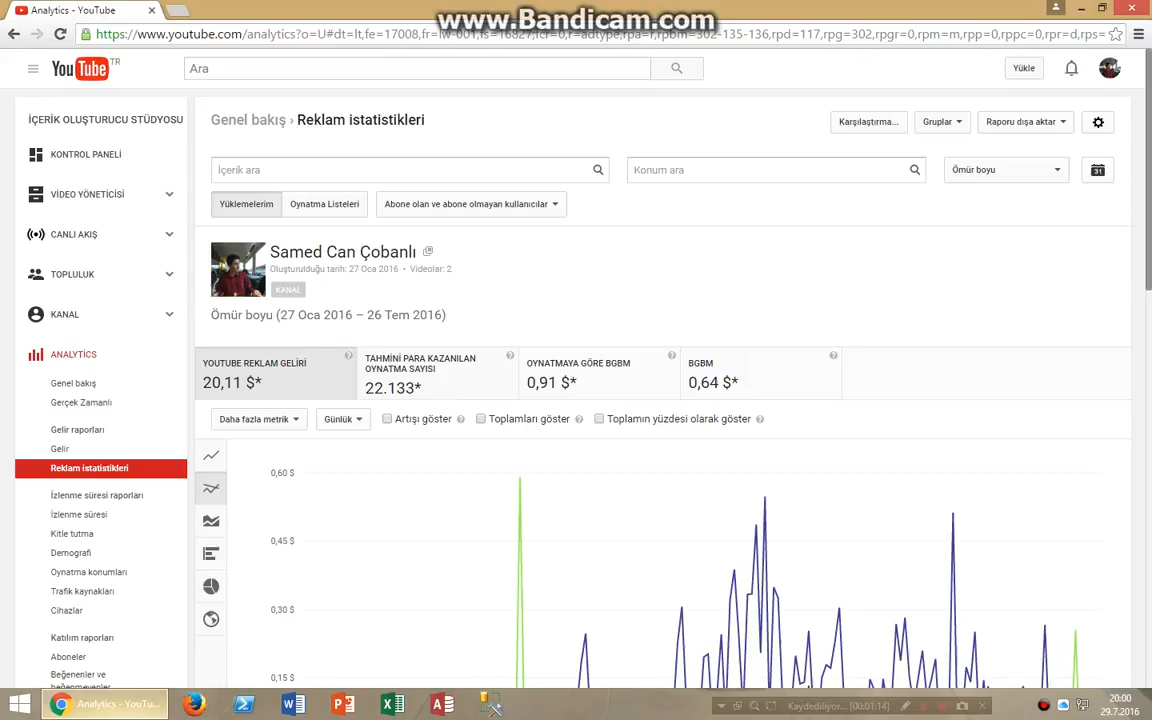 Analytics - YouTube
www.Bandicam.com
https://www.youtube.com/analytics?o=U#dt=lt,fe=17008,fr=lw-001,fs=16827,fcr=0,r=adtype,rpa=r,rpbm=302-135-136,rpd=117,rpg=302,rpgr=0,rpm=m,rpp=0,rppc=0,rpr=d,rps=
YouTube TR
Ara
Yükle
İÇERİK OLUŞTURUCU STÜDYOSU
KONTROL PANELİ
VİDEO YÖNETİCİSİ
CANLI AKIŞ
TOPLULUK
KANAL
ANALYTICS
Genel bakış
Gerçek Zamanlı
Gelir raporları
Gelir
Reklam istatistikleri
İzlenme süresi raporları
İzlenme süresi
Kitle tutma
Demografi
Oynatma konumları
Trafik kaynakları
Cihazlar
Katılım raporları
Aboneler
Beğenenler ve
beğenmeyenler
Genel bakış › Reklam istatistikleri
Karşılaştırma...
Gruplar
Raporu dışa aktar
İçerik ara
Konum ara
Ömür boyu
31
Yüklemelerim
Oynatma Listeleri
Abone olan ve abone olmayan kullanıcılar
Samed Can Çobanlı
Oluşturulduğu tarih: 27 Oca 2016 • Videolar: 2
KANAL
Ömür boyu (27 Oca 2016 – 26 Tem 2016)
YOUTUBE REKLAM GELİRİ
20,11 $*
TAHMİNİ PARA KAZANILAN
OYNATMA SAYISI
22.133*
OYNATMAYA GÖRE BGBM
0,91 $*
BGBM
0,64 $*
Daha fazla metrik
Günlük
Artışı göster
Toplamları göster
Toplamın yüzdesi olarak göster
0,60 $
0,45 $
0,30 $
0,15 $
Analytics - YouTu...
Kaydediliyor... [00:01:14]
20:00
29.7.2016